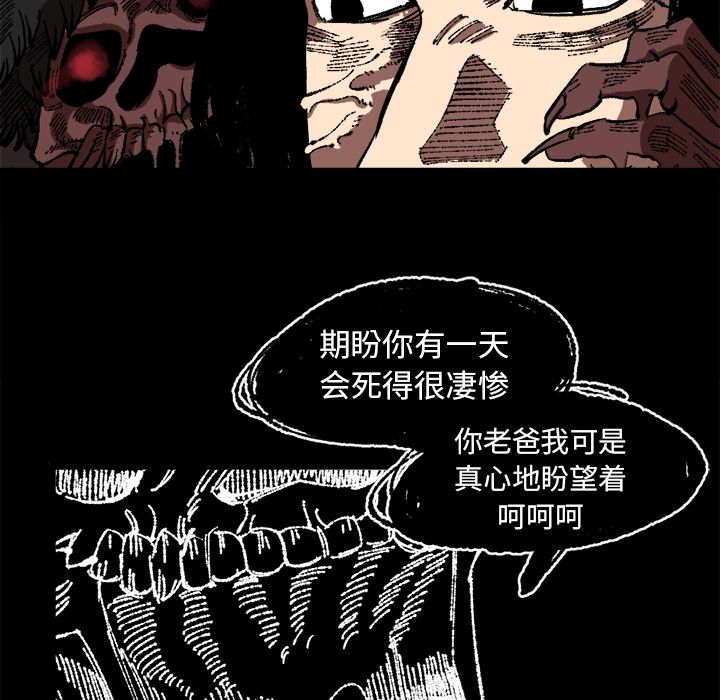 期盼你有一天
会死得很凄惨
你老爸我可是
真心地盼望着
呵呵呵